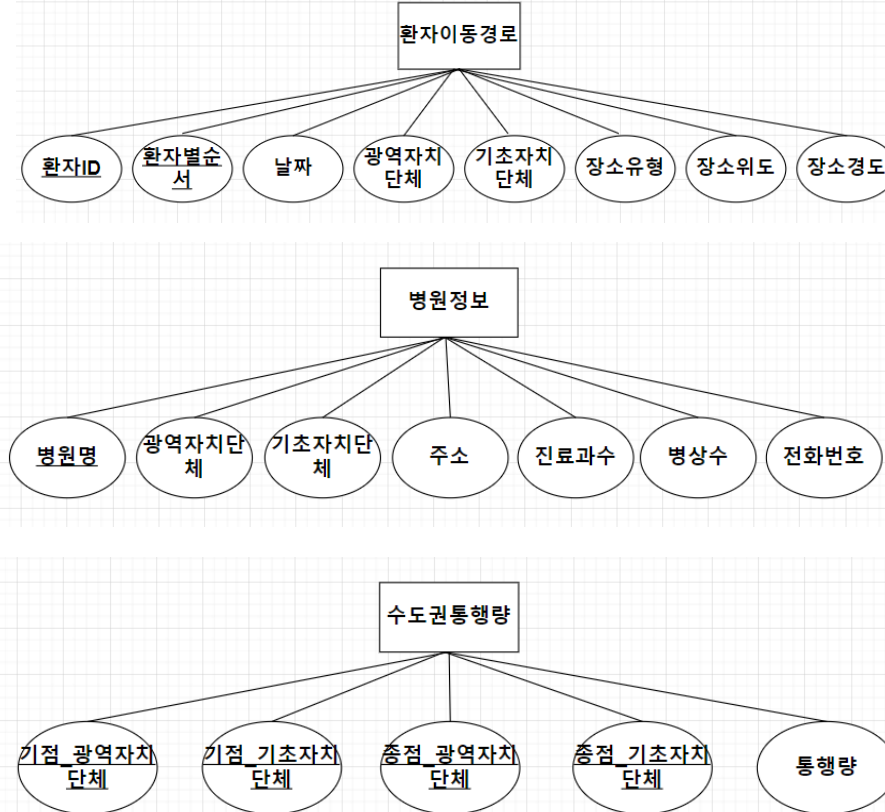 환자이동경로
환자ID
환자별순
서
날짜
광역자치
단체
기초자치
단체
장소유형
장소위도
장소경도
병원정보
병원명
광역자치단
체
기초자치단
체
주소
진료과수
병상수
전화번호
수도권통행량
기점_광역자치
단체
기점_기초자치
단체
종점_광역자치
단체
종점_기초자치
단체
통행량